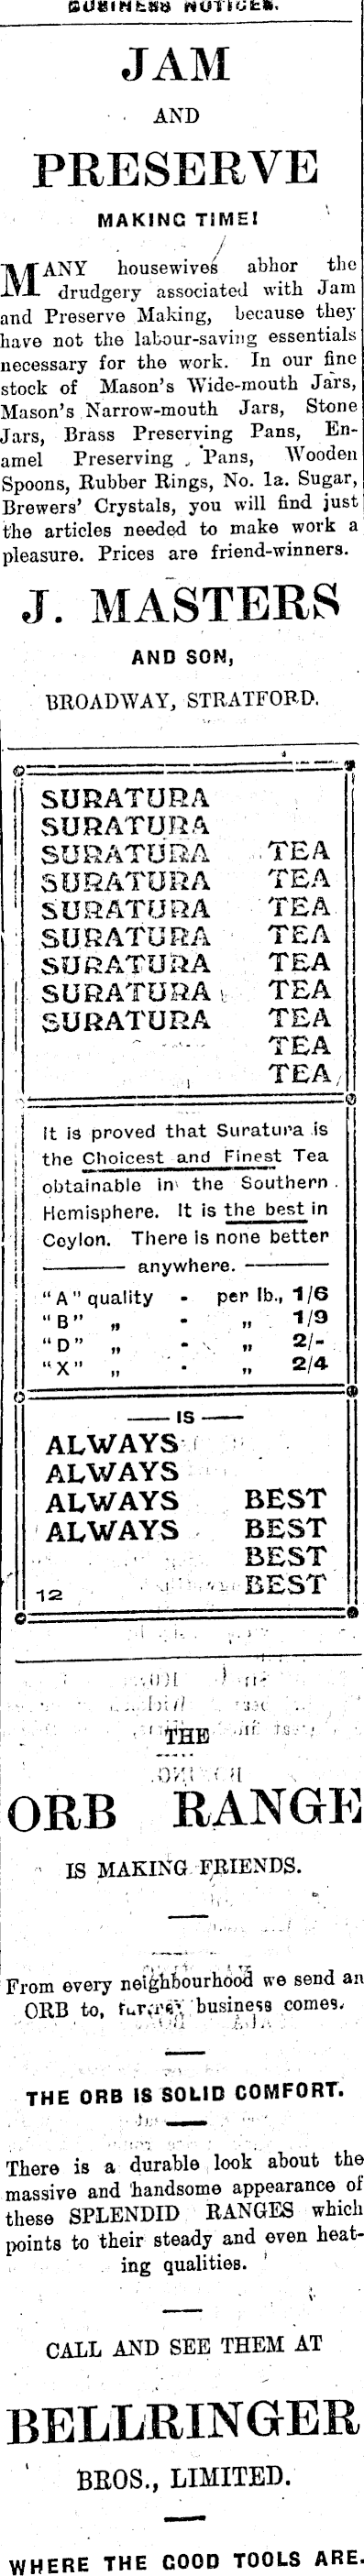 BUSINESS NOTICES.
JAM
AND
PRESERVE
MAKING TIME!
MANY housewives abhor the
drudgery associated with Jam
and Preserve Making, because they
have not the labour-saving essentials
necessary for the work. In our fine
stock of Mason's Wide-mouth Jars,
Mason's Narrow-mouth Jars, Stone
Jars, Brass Preserving Pans, En-
amel Preserving Pans, Wooden
Spoons, Rubber Rings, No. 1a. Sugar,
Brewers' Crystals, you will find just
the articles needed to make work a
pleasure. Prices are friend-winners.
J. MASTERS
AND SON,
BROADWAY, STRATFORD.
SURATURA
SURATURA
SURATURA TEA
SURATURA TEA
SURATURA TEA
SURATURA TEA
SURATURA TEA
SURATURA TEA
SURATURA TEA
TEA
TEA
It is proved that Suratura is
the Choicest and Finest Tea
obtainable in the Southern
Hemisphere. It is the best in
Ceylon. There is none better
anywhere.
"A" quality - per lb., 1/6
"B" „ - „ 1/9
"D" „ - „ 2/-
"X" „ - „ 2/4
IS
ALWAYS
ALWAYS
ALWAYS BEST
ALWAYS BEST
BEST
12 BEST
THE
ORB RANGE
IS MAKING FRIENDS.
From every neighbourhood we send an
ORB to, business comes.
THE ORB IS SOLID COMFORT.
There is a durable look about the
massive and handsome appearance of
these SPLENDID RANGES which
points to their steady and even heat-
ing qualities.
CALL AND SEE THEM AT
BELLRINGER
BROS., LIMITED.
WHERE THE GOOD TOOLS ARE.